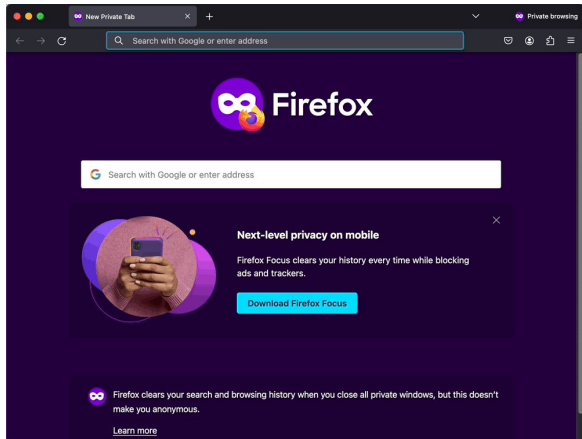 New Private Tab
Private browsing
Search with Google or enter address
Firefox
Search with Google or enter address
Next-level privacy on mobile
Firefox Focus clears your history every time while blocking
ads and trackers.
Download Firefox Focus
Firefox clears your search and browsing history when you close all private windows, but this doesn't
make you anonymous.
Learn more